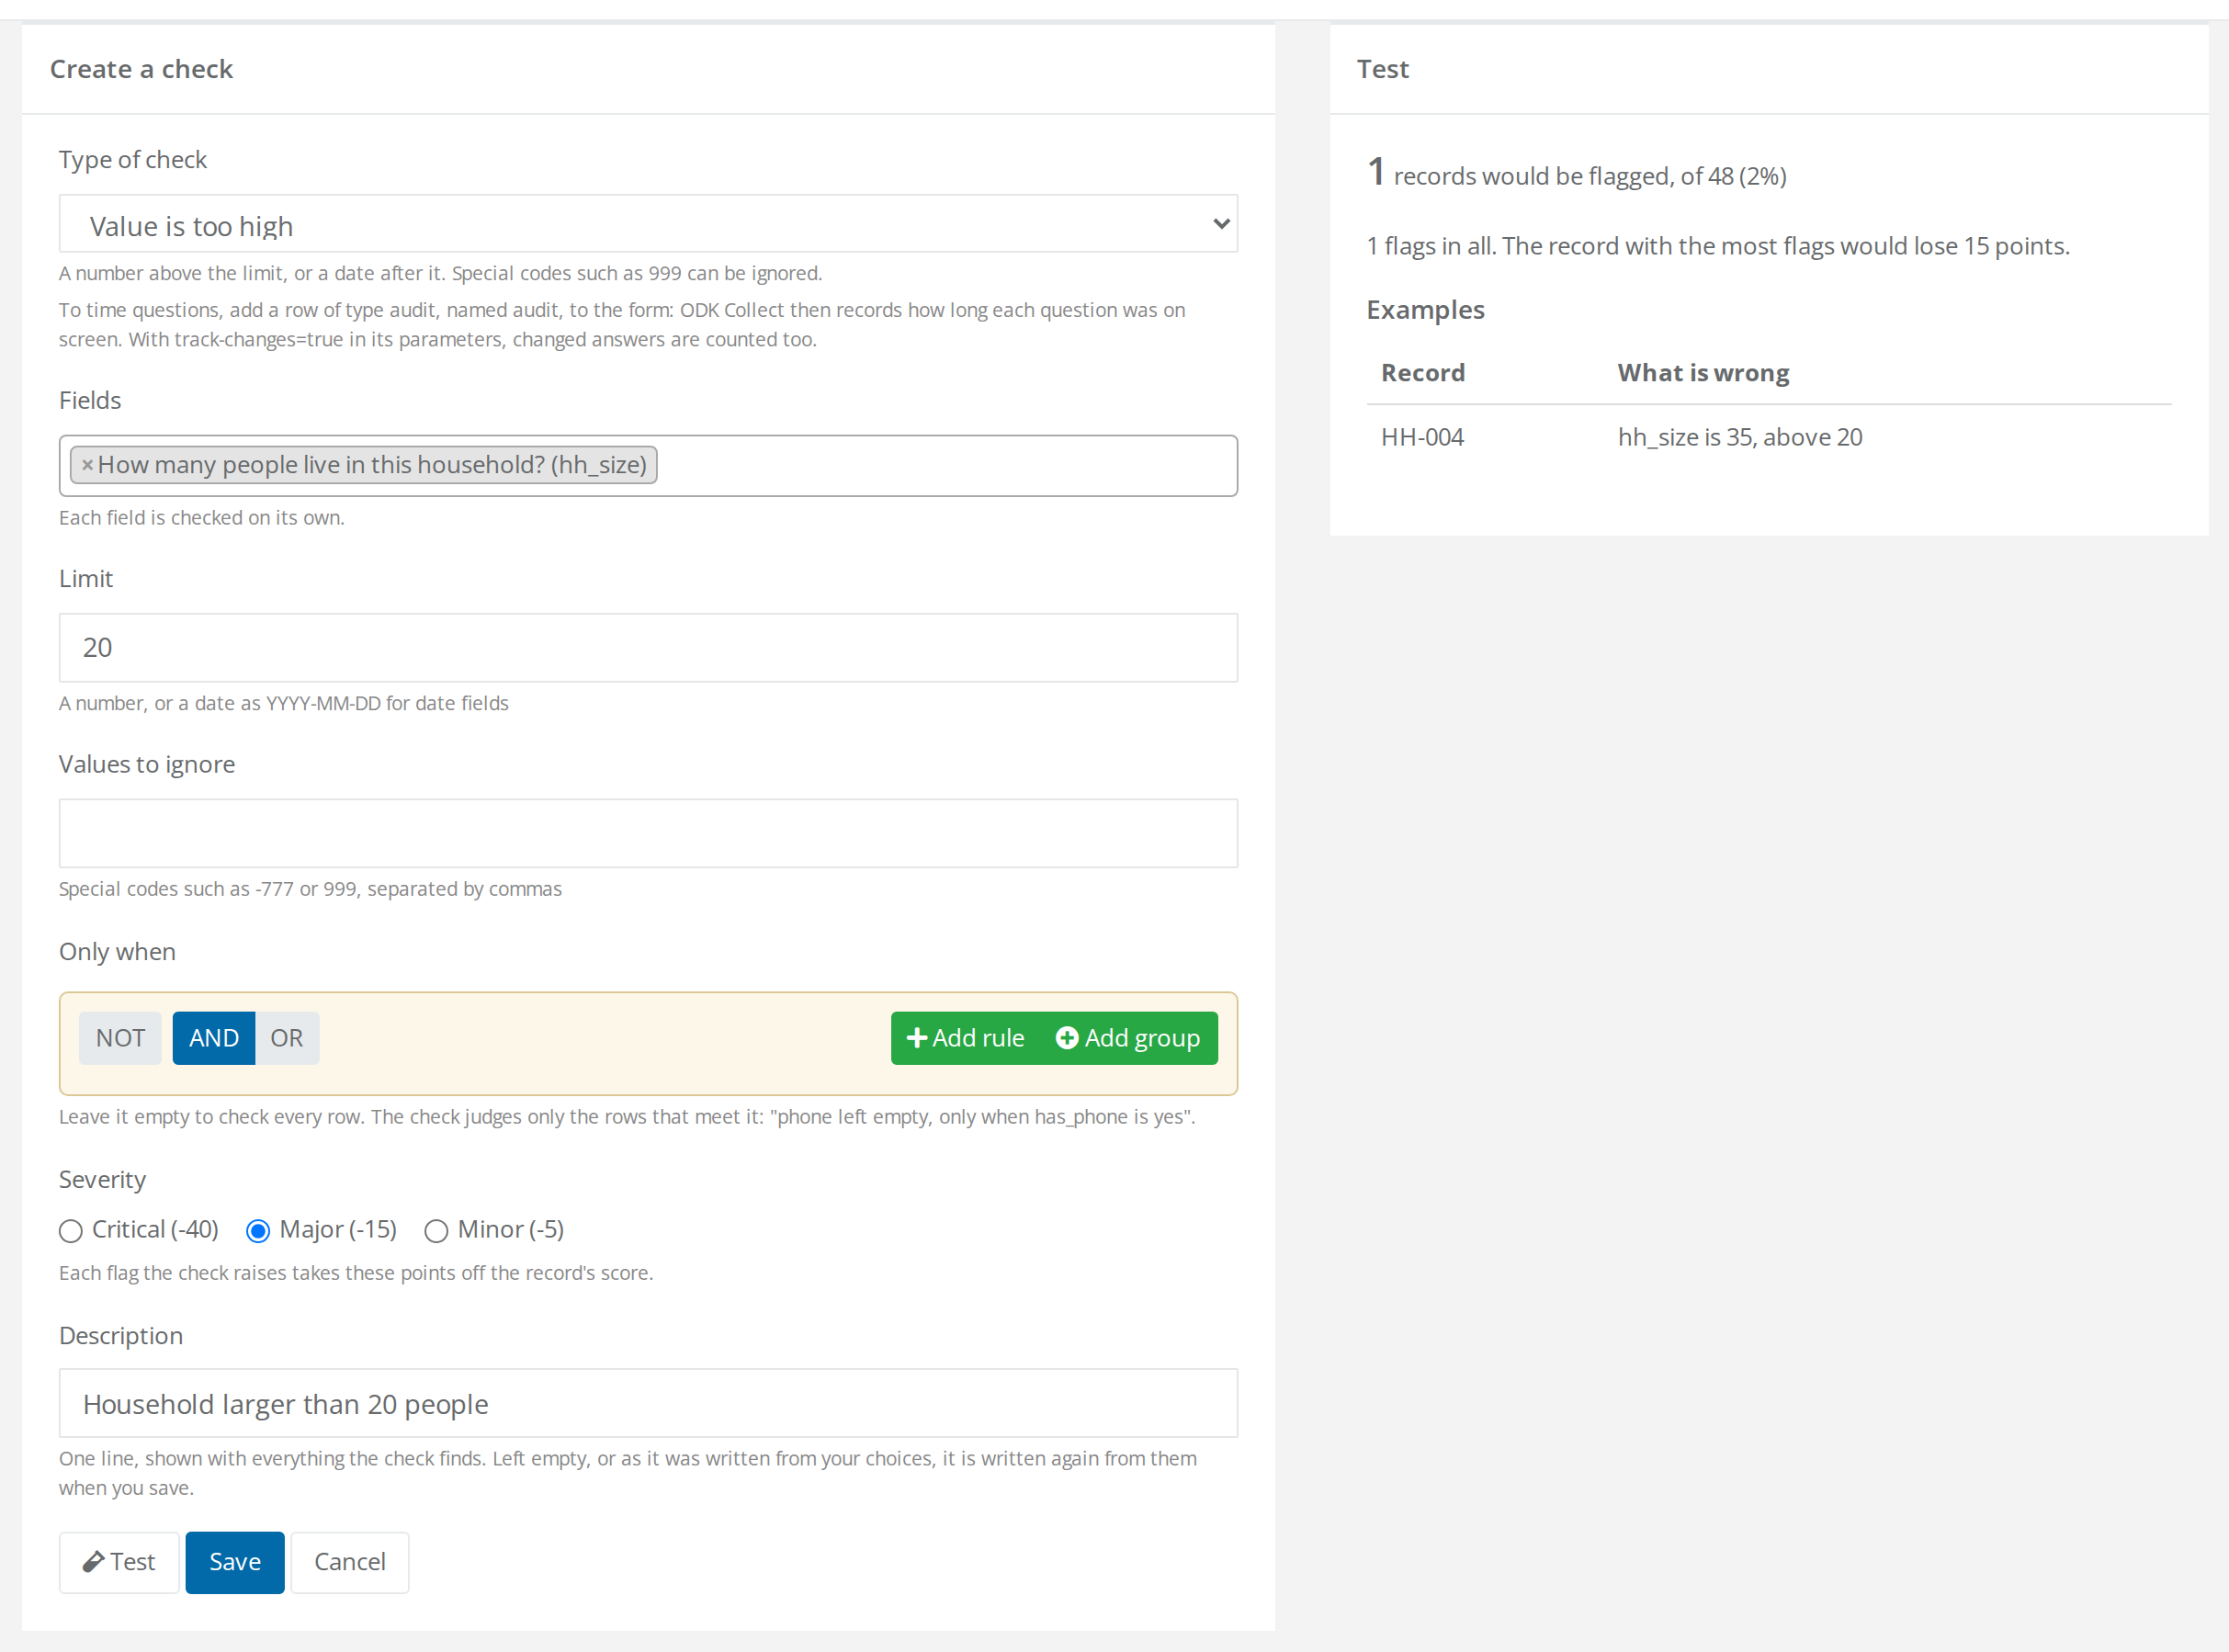 Create a check
Type of check
Value is too high
A number above the limit, or a date after it. Special codes such as 999 can be ignored.
To time questions, add a row of type audit, named audit, to the form: ODK Collect then records how long each question was on
screen. With track-changes=true in its parameters, changed answers are counted too.
Fields
×How many people live in this household? (hh_size)
Each field is checked on its own.
Limit
20
A number, or a date as YYYY-MM-DD for date fields
Values to ignore
Special codes such as -777 or 999, separated by commas
Only when
NOT AND OR Add rule Add group
Leave it empty to check every row. The check judges only the rows that meet it: "phone left empty, only when has_phone is yes".
Severity
Critical (-40) Major (-15) Minor (-5)
Each flag the check raises takes these points off the record's score.
Description
Household larger than 20 people
One line, shown with everything the check finds. Left empty, or as it was written from your choices, it is written again from them
when you save.
Test Save Cancel
Test
1 records would be flagged, of 48 (2%)
1 flags in all. The record with the most flags would lose 15 points.
Examples
Record What is wrong
HH-004 hh_size is 35, above 20